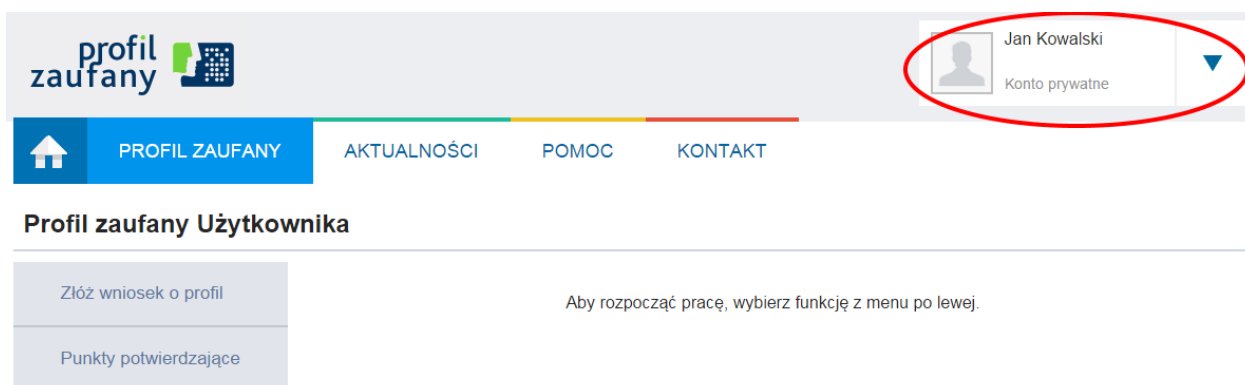 profil
zaufany
Jan Kowalski
Konto prywatne
PROFIL ZAUFANY
AKTUALNOŚCI
POMOC
KONTAKT
Profil zaufany Użytkownika
Złóż wniosek o profil
Aby rozpocząć pracę, wybierz funkcję z menu po lewej.
Punkty potwierdzające